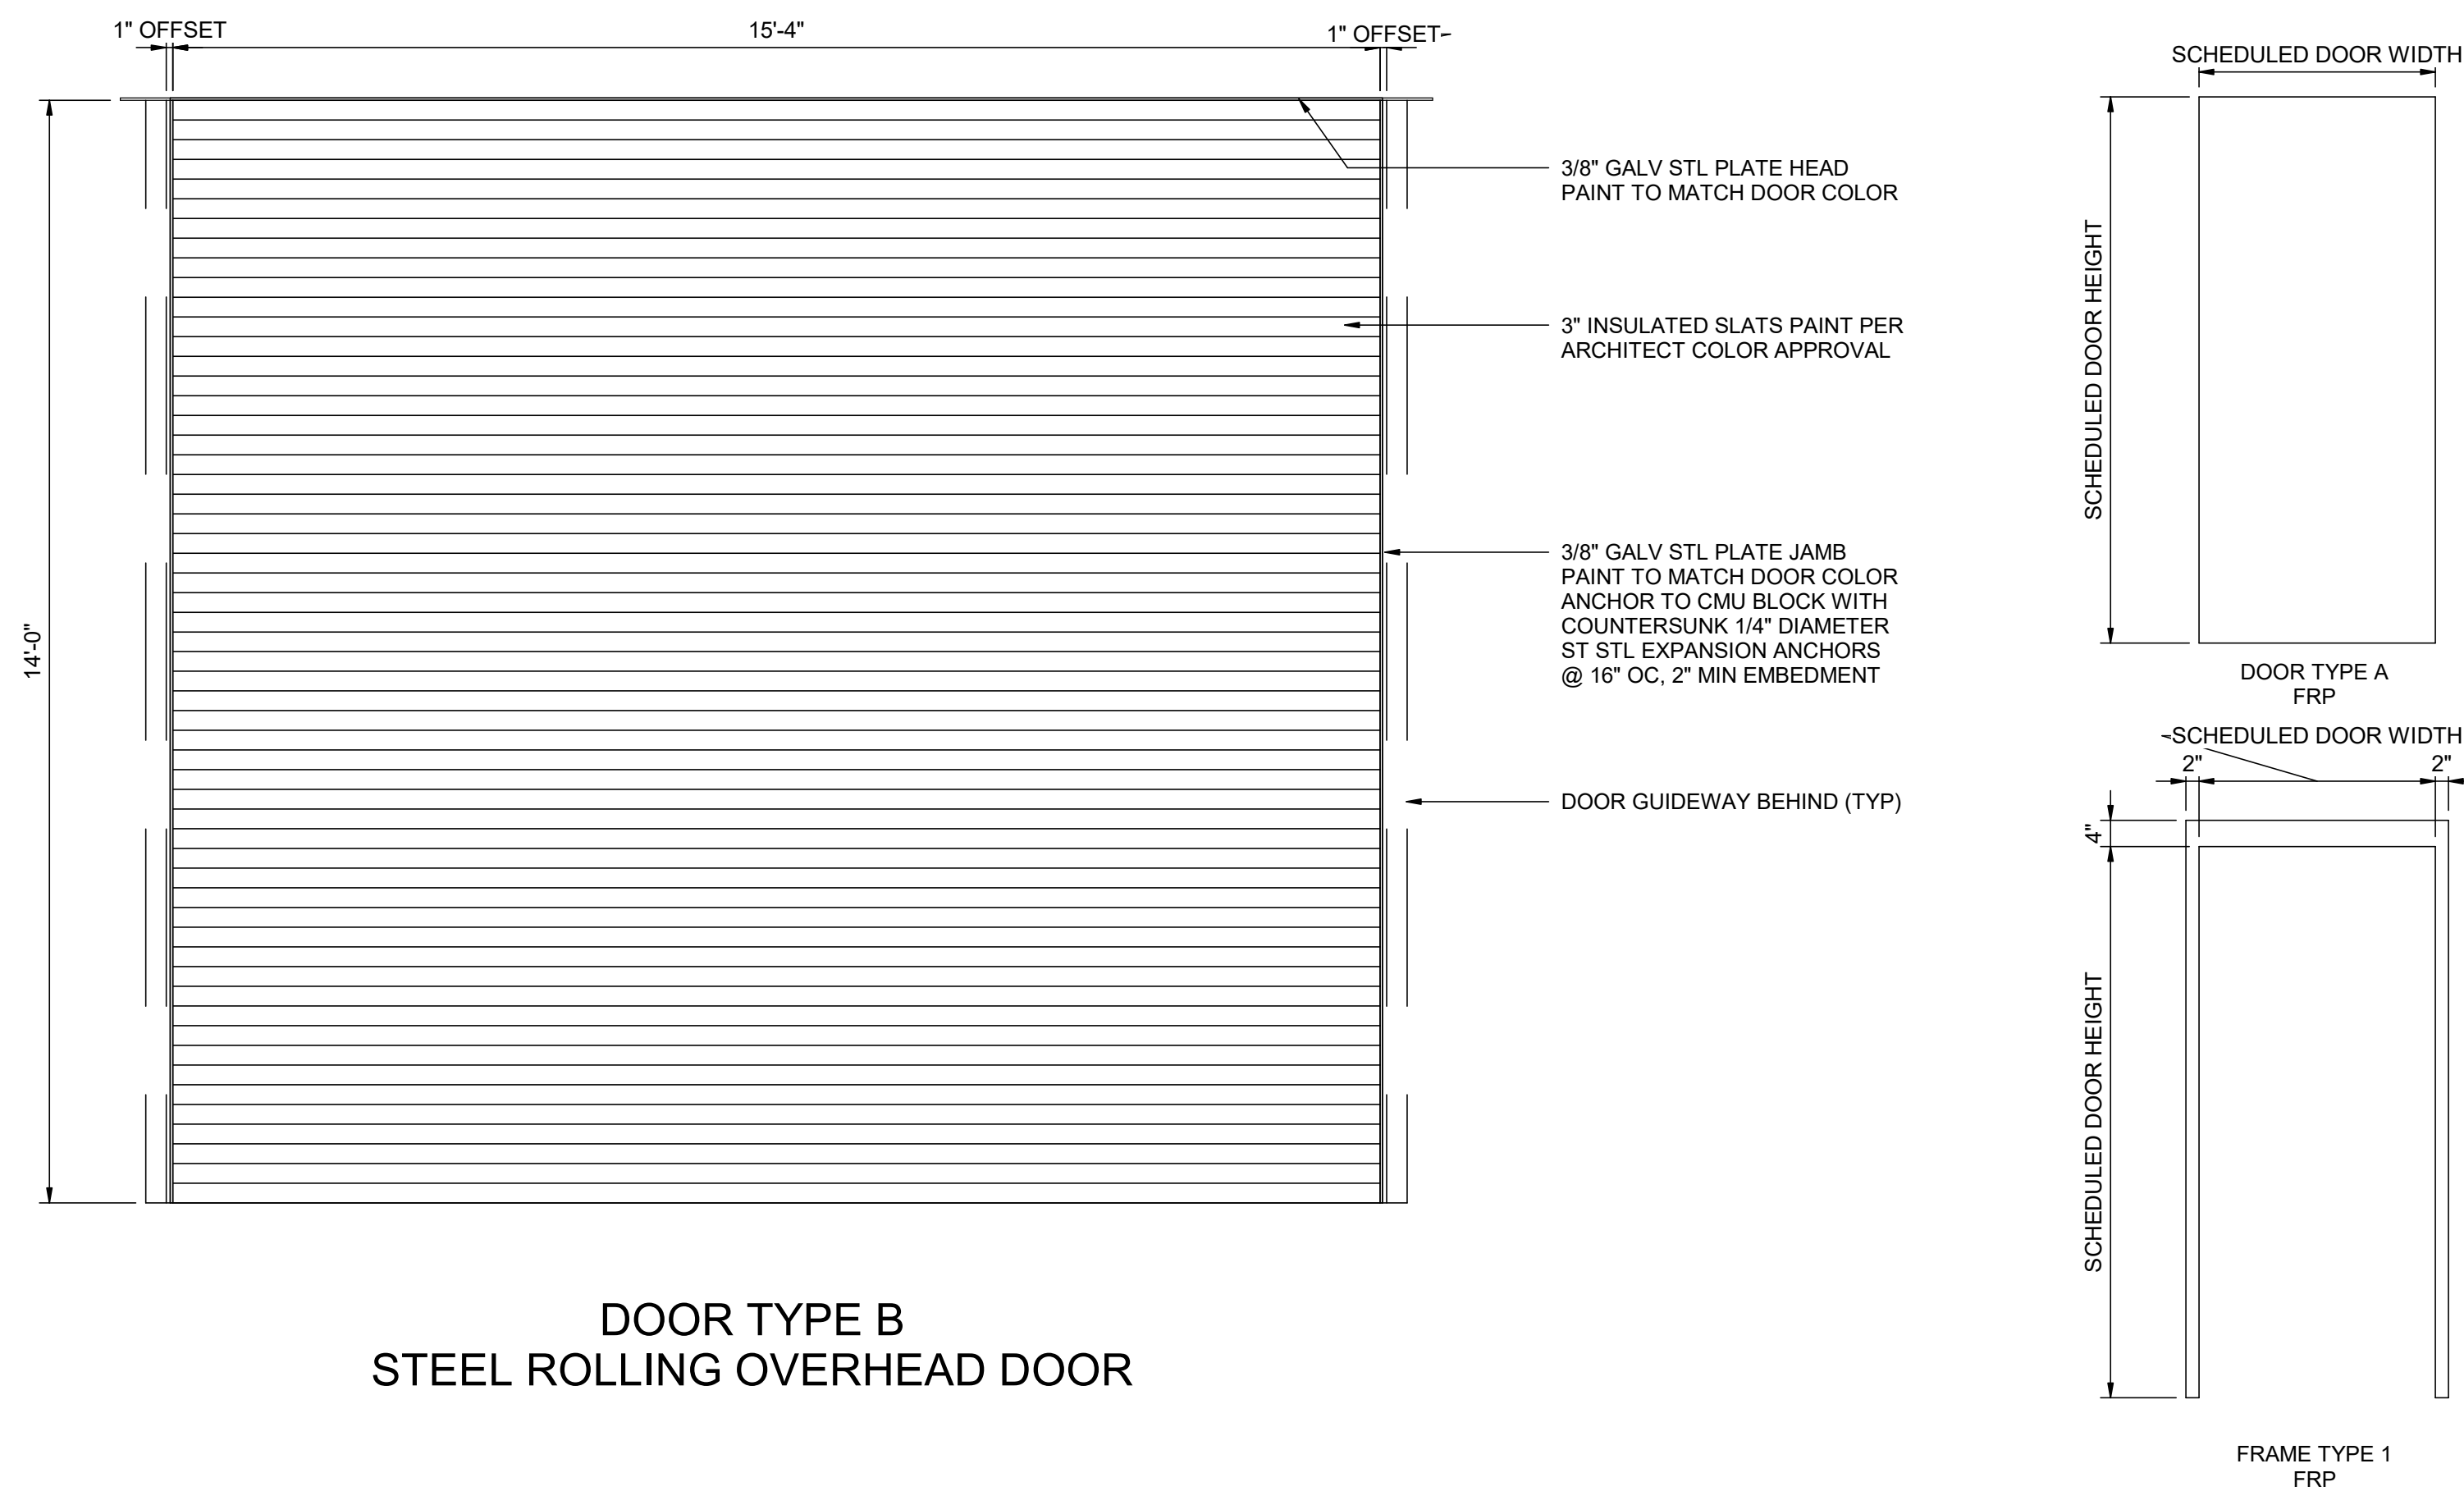 1" OFFSET
15'-4"
1" OFFSET
14'-0"
3/8" GALV STL PLATE HEAD
PAINT TO MATCH DOOR COLOR
3" INSULATED SLATS PAINT PER
ARCHITECT COLOR APPROVAL
3/8" GALV STL PLATE JAMB
PAINT TO MATCH DOOR COLOR
ANCHOR TO CMU BLOCK WITH
COUNTERSUNK 1/4" DIAMETER
ST STL EXPANSION ANCHORS
@ 16" OC, 2" MIN EMBEDMENT
DOOR GUIDEWAY BEHIND (TYP)
DOOR TYPE B
STEEL ROLLING OVERHEAD DOOR
SCHEDULED DOOR WIDTH
SCHEDULED DOOR HEIGHT
DOOR TYPE A
FRP
SCHEDULED DOOR WIDTH
2"
2"
4"
SCHEDULED DOOR HEIGHT
FRAME TYPE 1
FRP